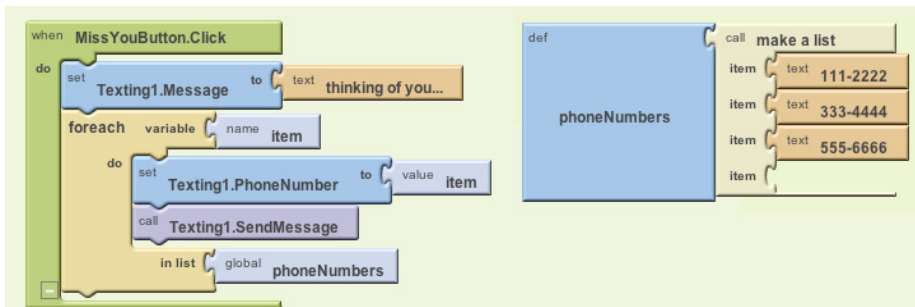 when MissYouButton.Click
do set Texting1.Message to text thinking of you...
foreach variable name item
do set Texting1.PhoneNumber to value item
call Texting1.SendMessage
in list global phoneNumbers
def phoneNumbers call make a list
item text 111-2222
item text 333-4444
item text 555-6666
item